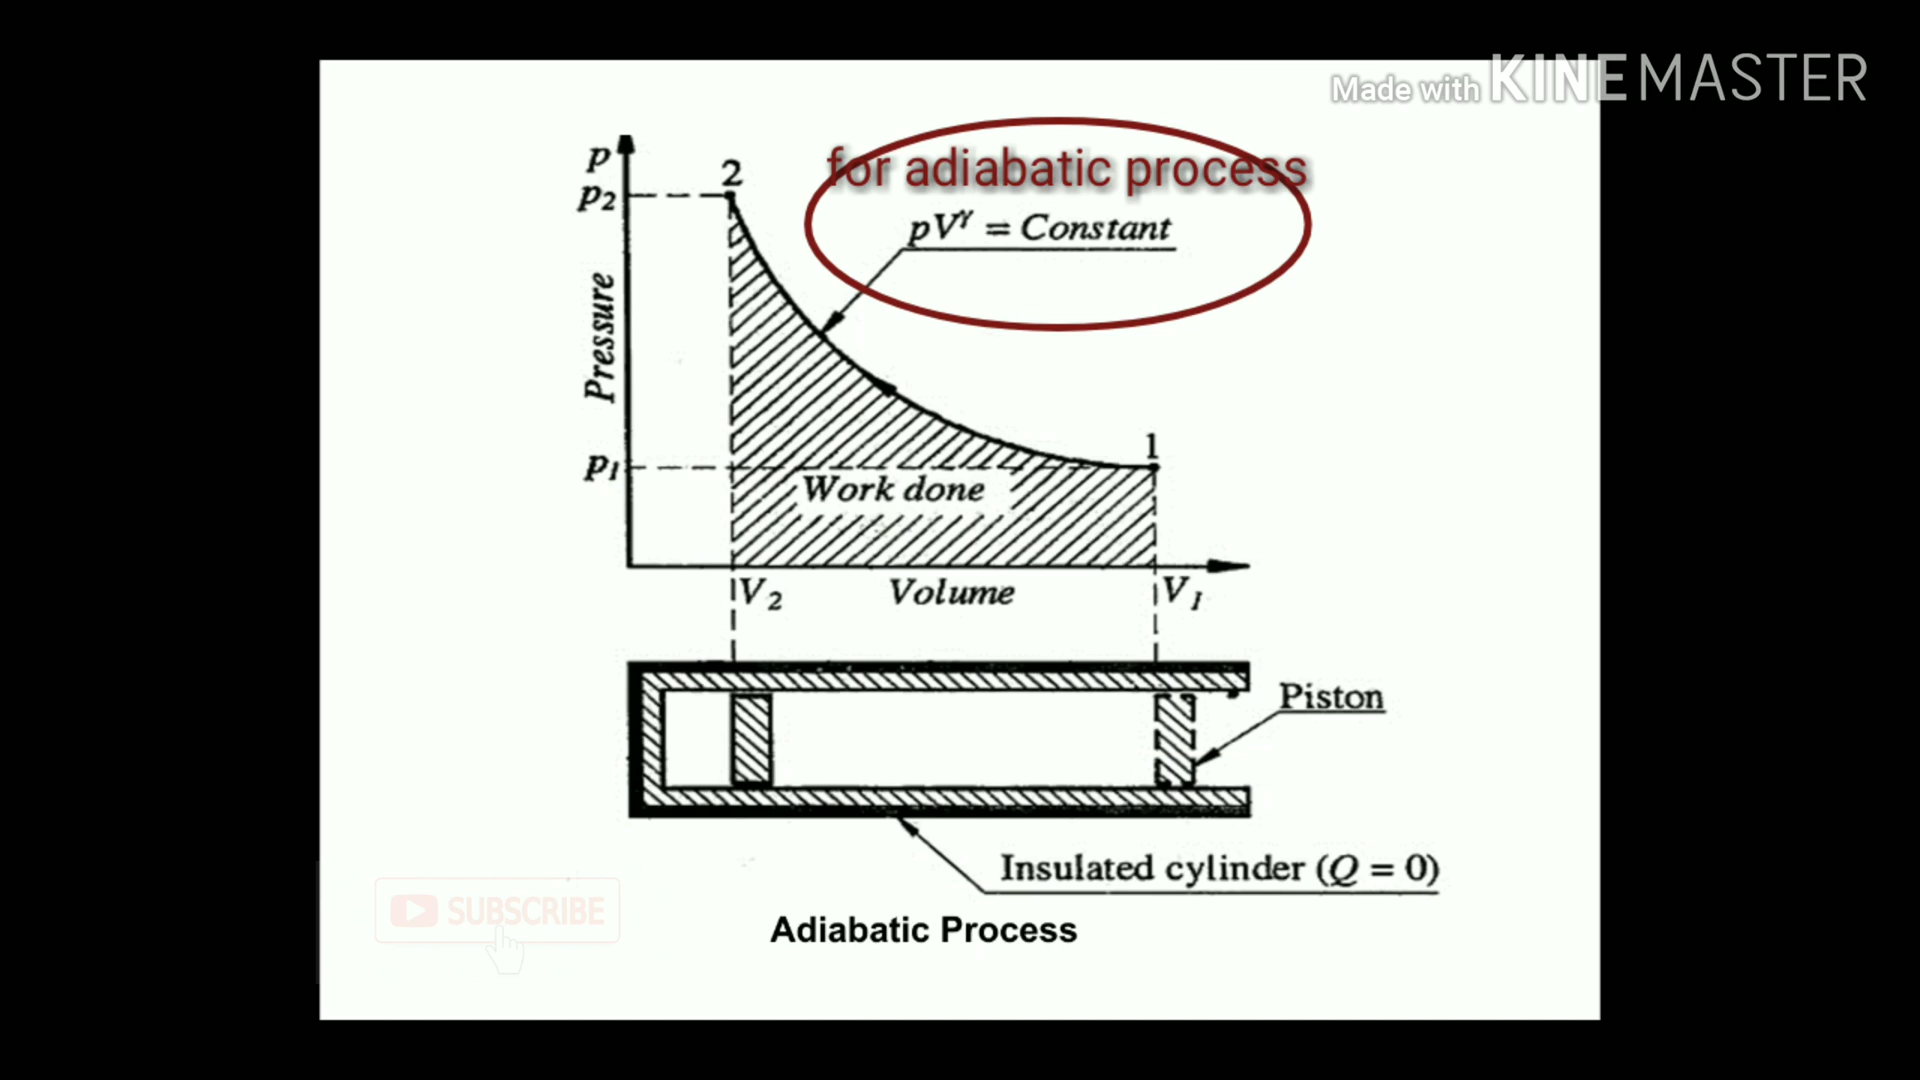 Made with KINEMASTER
for adiabatic process
p
2
p₂
pVᵞ = Constant
Pressure
1
p₁
Work done
V₂
Volume
V₁
Piston
Insulated cylinder (Q = 0)
SUBSCRIBE
Adiabatic Process